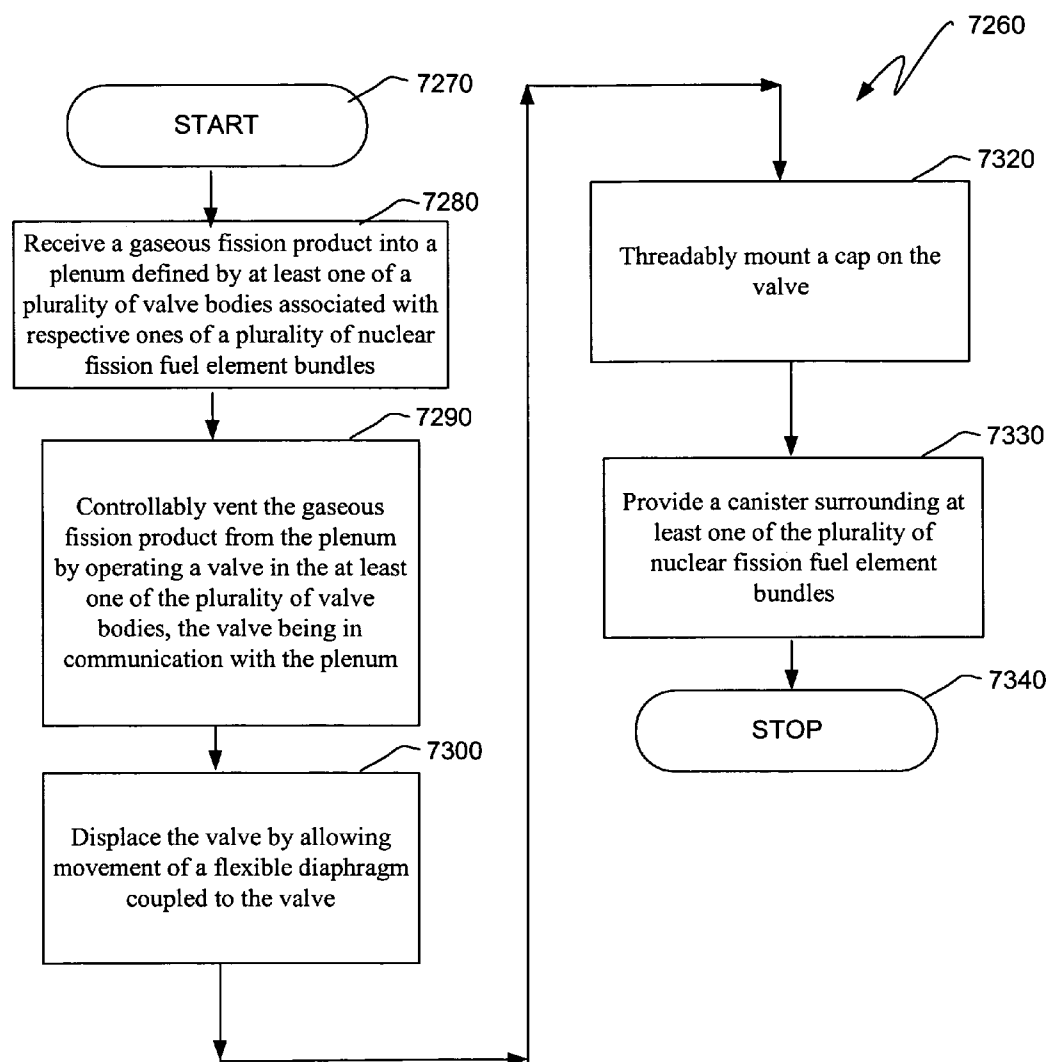 7260
7270
START
7280
Receive a gaseous fission product into a
plenum defined by at least one of a
plurality of valve bodies associated with
respective ones of a plurality of nuclear
fission fuel element bundles
7290
Controllably vent the gaseous
fission product from the plenum
by operating a valve in the at least
one of the plurality of valve
bodies, the valve being in
communication with the plenum
7300
Displace the valve by allowing
movement of a flexible diaphragm
coupled to the valve
7320
Threadably mount a cap on the
valve
7330
Provide a canister surrounding at
least one of the plurality of
nuclear fission fuel element
bundles
7340
STOP